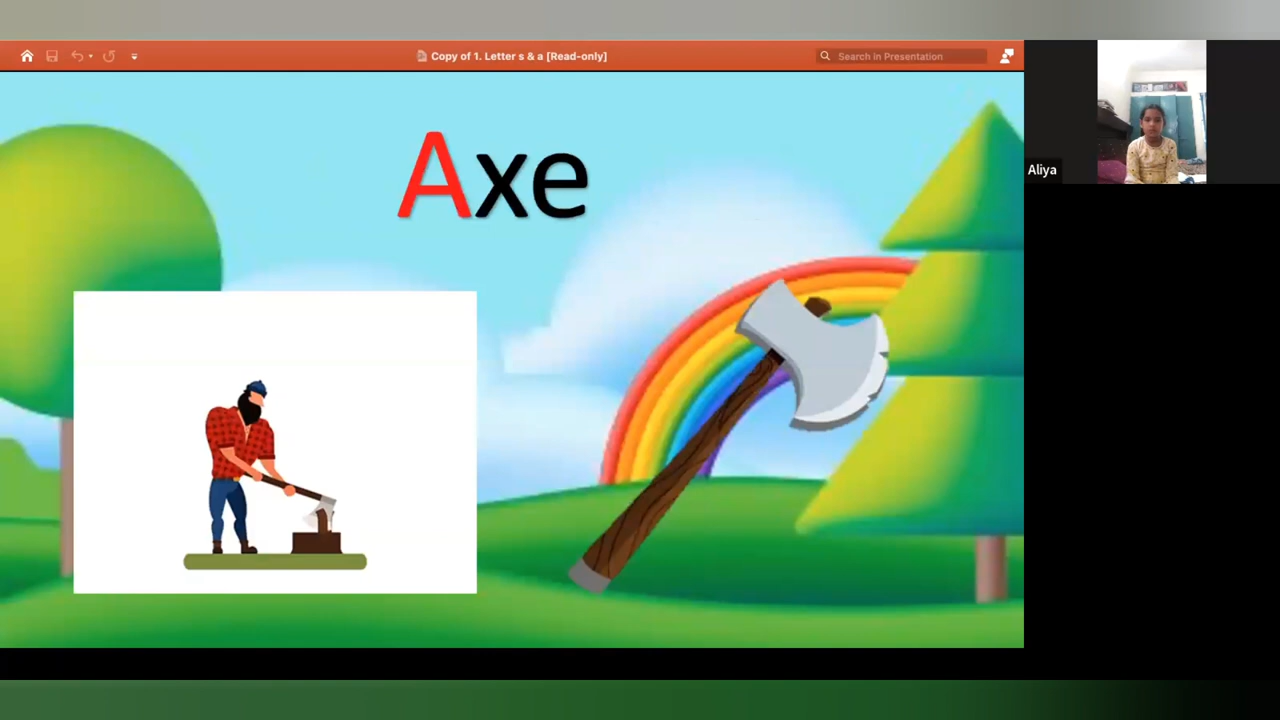 Copy of 1. Letter s & a [Read-only]
Search in Presentation
Axe
Aliya